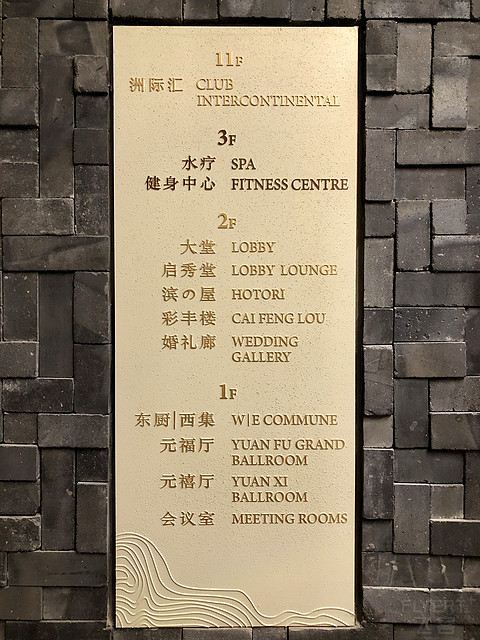 11F
洲际汇 CLUB
INTERCONTINENTAL
3F
水疗 SPA
健身中心 FITNESS CENTRE
2F
大堂 LOBBY
启秀堂 LOBBY LOUNGE
滨の屋 HOTORI
彩丰楼 CAI FENG LOU
婚礼廊 WEDDING
GALLERY
1F
东厨|西集 W|E COMMUNE
元福厅 YUAN FU GRAND
BALLROOM
元禧厅 YUAN XI
BALLROOM
会议室 MEETING ROOMS
FLYERT